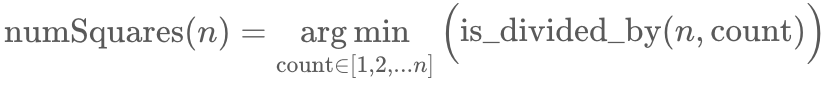 numSquares(n) = arg min (is_divided_by(n, count))
count∈[1,2,...n]